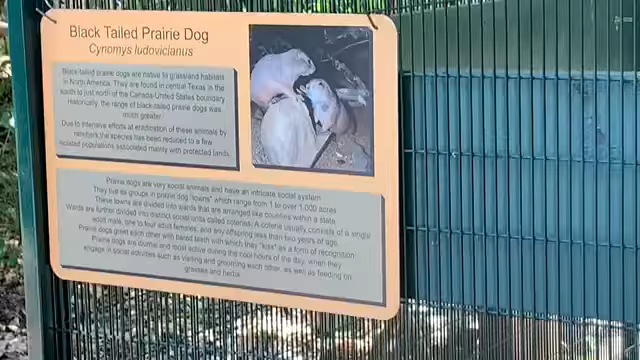 Black Tailed Prairie Dog
Cynomys ludovicianus
Black-tailed prairie dogs are native to grassland habitats
in North America. They are found in central Texas in the
south to just north of the Canada-United States boundary.
Historically, the range of black-tailed prairie dogs was
much greater.
Due to intensive efforts at eradication of these animals by
ranchers, the species has been reduced to a few
isolated populations associated mainly with protected lands.
Prairie dogs are very social animals and have an intricate social system.
They live its groups in prairie dog "towns" which range from 1 to over 1,000 acres.
These towns are divided into wards that are arranged like counties within a state.
Wards are further divided into distinct social units called coteries. A coterie usually consists of a single
adult male, one to four adult females, and any offspring less than two years of age.
Prairie dogs greet each other with bared teeth with which they "kiss" as a form of recognition.
Prairie dogs are diurnal and most active during the cool hours of the day, when they
engage in social activities such as visiting and grooming each other, as well as feeding on
grasses and herbs.